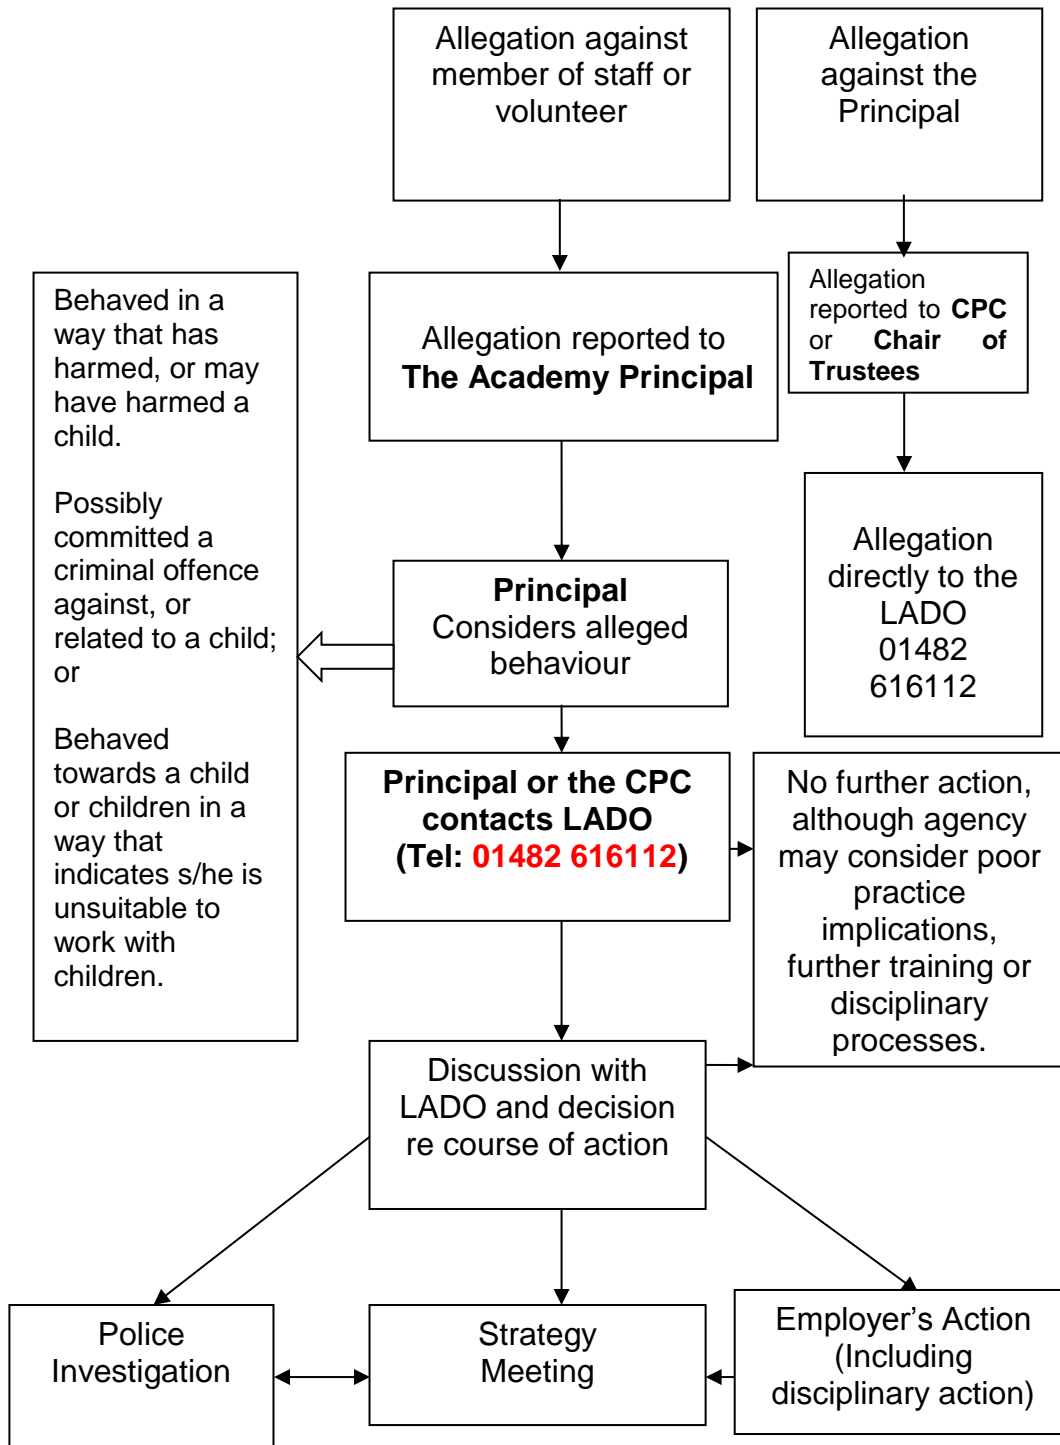 Allegation against
member of staff or
volunteer
Allegation
against the
Principal
Behaved in a
way that has
harmed, or may
have harmed a
child.
Possibly
committed a
criminal offence
against, or
related to a child;
or
Behaved
towards a child
or children in a
way that
indicates s/he is
unsuitable to
work with
children.
Allegation reported to
The Academy Principal
Allegation
reported to CPC
or Chair of
Trustees
Principal
Considers alleged
behaviour
Allegation
directly to the
LADO
01482
616112
Principal or the CPC
contacts LADO
(Tel: 01482 616112)
No further action,
although agency
may consider poor
practice
implications,
further training or
disciplinary
processes.
Discussion with
LADO and decision
re course of action
Police
Investigation
Strategy
Meeting
Employer’s Action
(Including
disciplinary action)